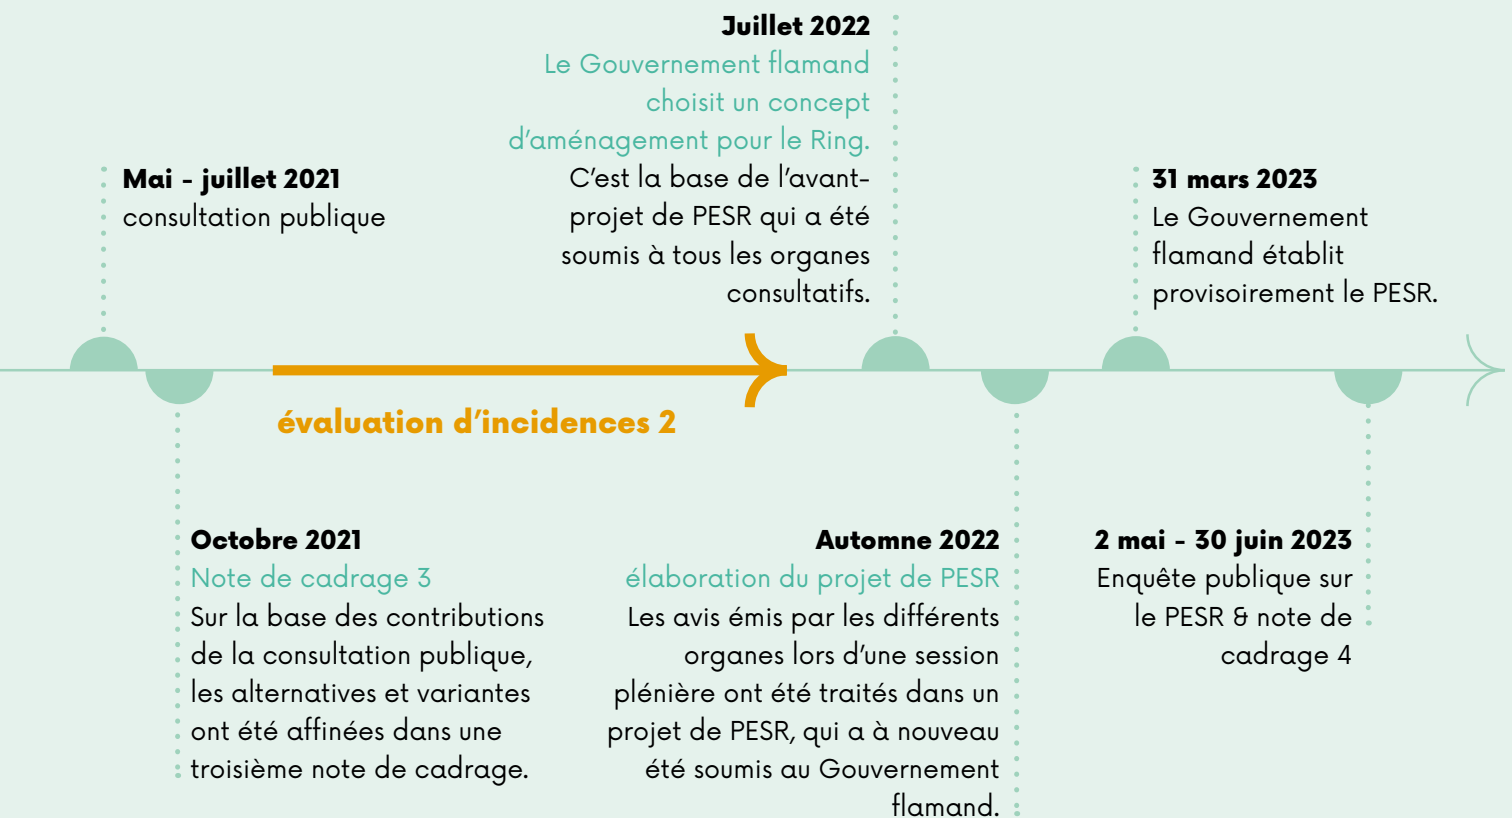 Mai - juillet 2021
consultation publique
Juillet 2022
Le Gouvernement flamand
choisit un concept
d'aménagement pour le Ring.
C'est la base de l'avant-
projet de PESR qui a été
soumis à tous les organes
consultatifs.
31 mars 2023
Le Gouvernement
flamand établit
provisoirement le PESR.
évaluation d'incidences 2
Octobre 2021
Note de cadrage 3
Sur la base des contributions
de la consultation publique,
les alternatives et variantes
ont été affinées dans une
troisième note de cadrage.
Automne 2022
élaboration du projet de PESR
Les avis émis par les différents
organes lors d'une session
plénière ont été traités dans un
projet de PESR, qui a à nouveau
été soumis au Gouvernement
flamand.
2 mai - 30 juin 2023
Enquête publique sur
le PESR & note de
cadrage 4